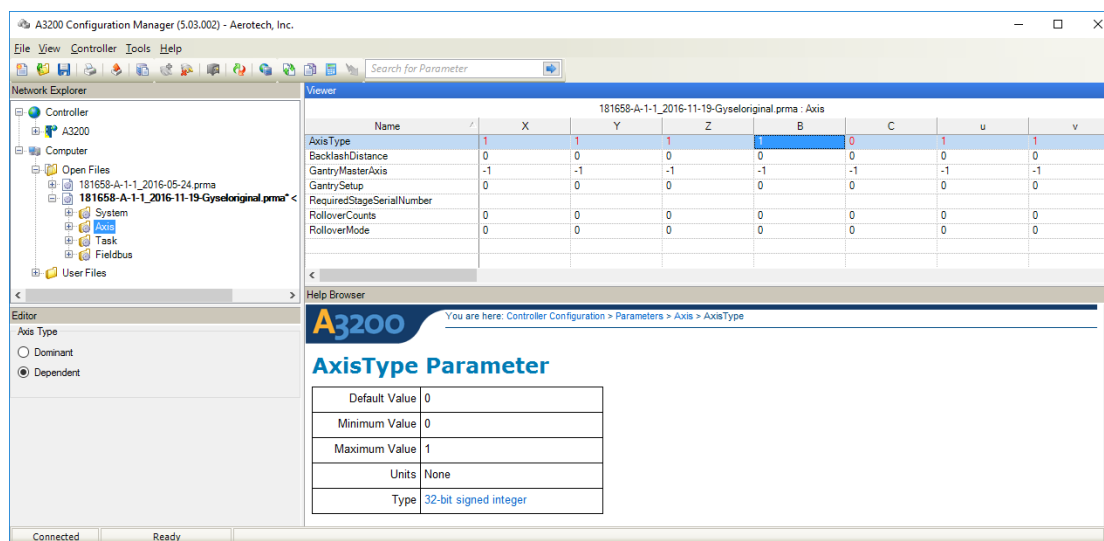 A3200 Configuration Manager (5.03.002) - Aerotech, Inc.
File View Controller Tools Help
Search for Parameter
Network Explorer
Controller
A3200
Computer
Open Files
181658-A-1-1_2016-05-24.prma
181658-A-1-1_2016-11-19-Gyseloriginal.prma* <
System
Axis
Task
Fieldbus
User Files
Editor
Axis Type
Dominant
Dependent
Viewer
181658-A-1-1_2016-11-19-Gyseloriginal.prma : Axis
Name X Y Z B C u v
AxisType 1 1 1 1 0 1 1
BacklashDistance 0 0 0 0 0 0 0
GantryMasterAxis -1 -1 -1 -1 -1 -1 -1
GantrySetup 0 0 0 0 0 0 0
RequiredStageSerialNumber
RolloverCounts 0 0 0 0 0 0 0
RolloverMode 0 0 0 0 0 0 0
Help Browser
A3200
You are here: Controller Configuration > Parameters > Axis > AxisType
AxisType Parameter
Default Value 0
Minimum Value 0
Maximum Value 1
Units None
Type 32-bit signed integer
Connected Ready